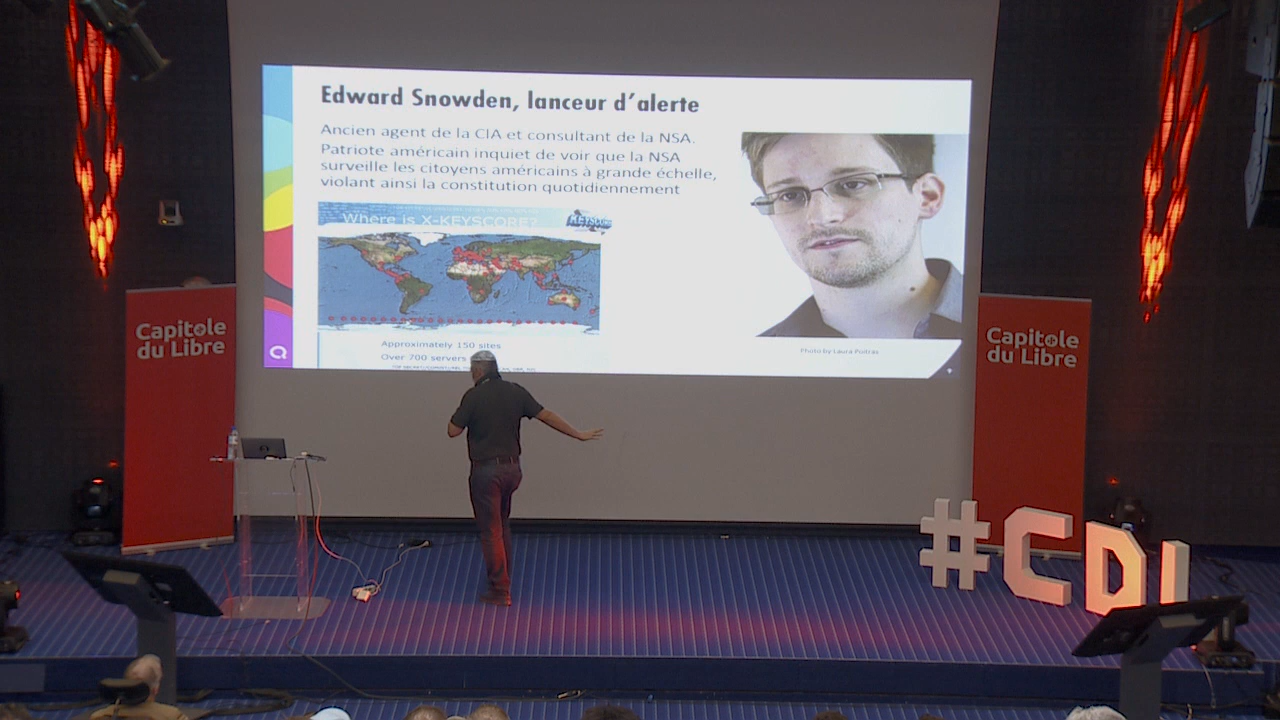 Edward Snowden, lanceur d'alerte
Ancien agent de la CIA et consultant de la NSA.
Patriote américain inquiet de voir que la NSA
surveille les citoyens américains à grande échelle,
violant ainsi la constitution quotidiennement
Where is X-KEYSCORE?
KEYSCORE
Approximately 150 sites
Over 700 servers
Photo by Laura Poitras
Capitole
du Libre
Capitole
du Libre
#CDL